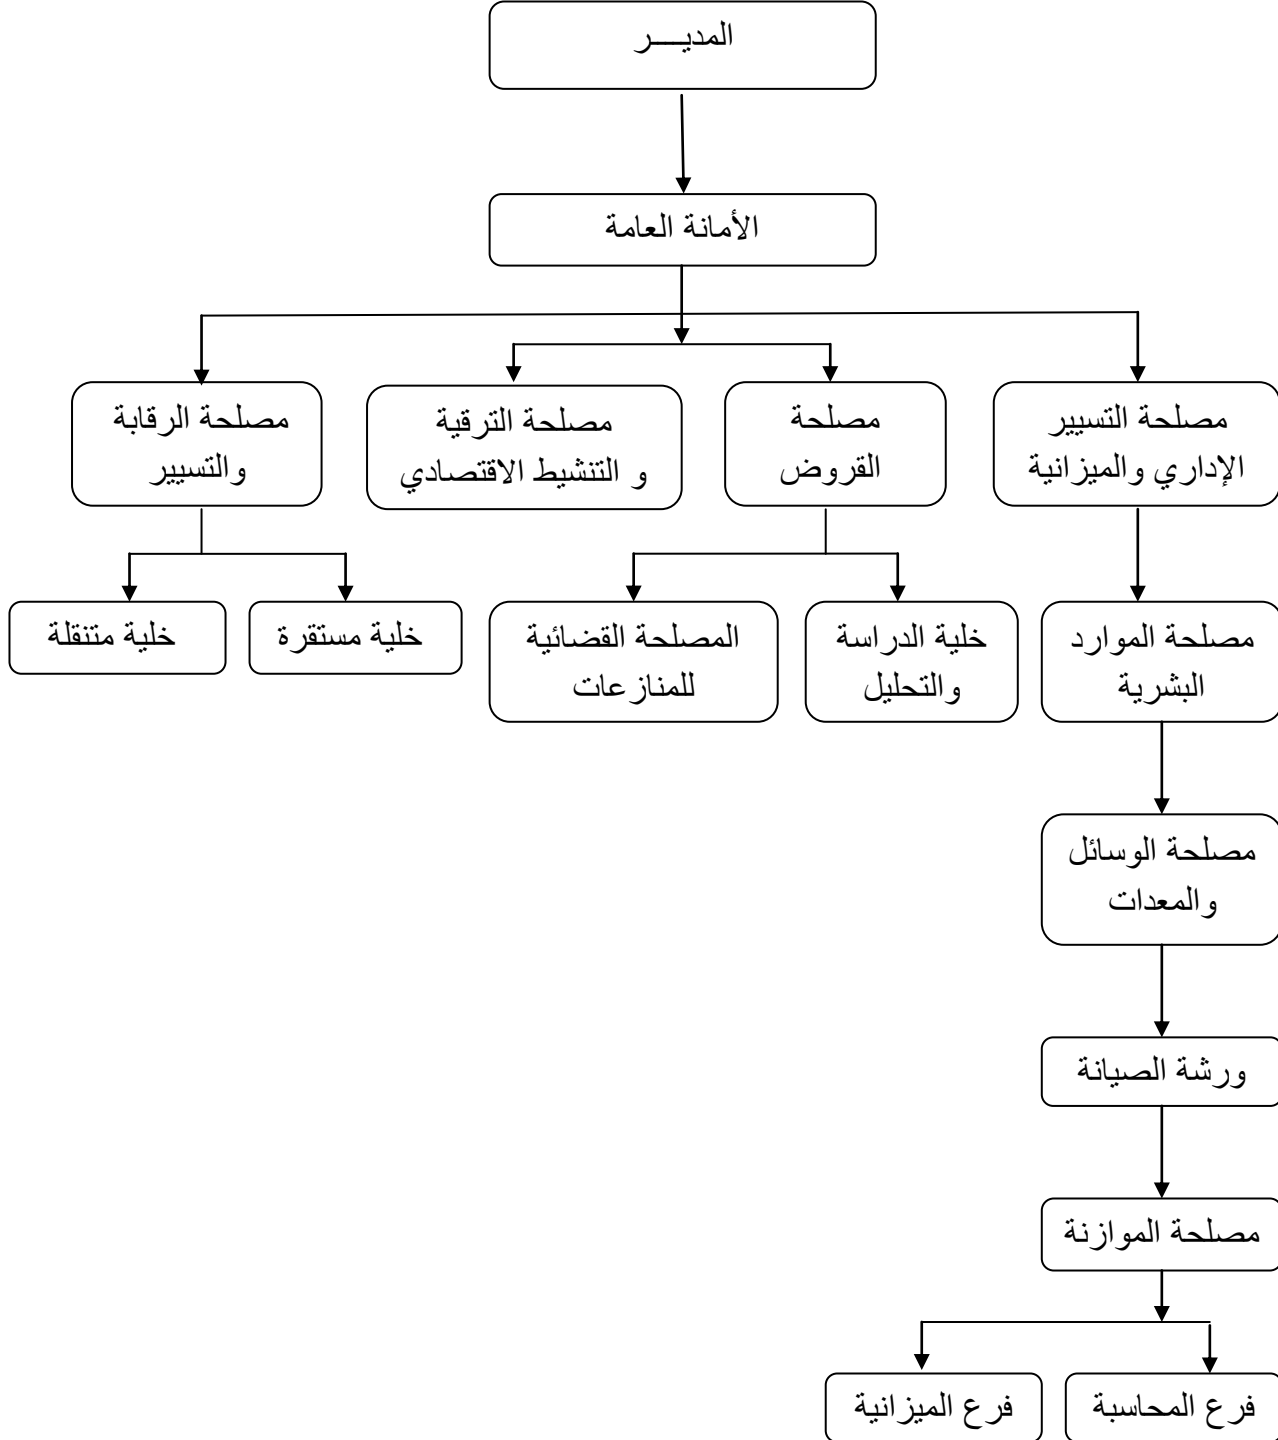 المديــــر
الأمانة العامة
مصلحة التسيير
الإداري والميزانية
مصلحة
القروض
مصلحة الترقية
و التنشيط الاقتصادي
مصلحة الرقابة
والتسيير
مصلحة الموارد
البشرية
خلية الدراسة
والتحليل
المصلحة القضائية
للمنازعات
خلية مستقرة
خلية متنقلة
مصلحة الوسائل
والمعدات
ورشة الصيانة
مصلحة الموازنة
فرع المحاسبة
فرع الميزانية